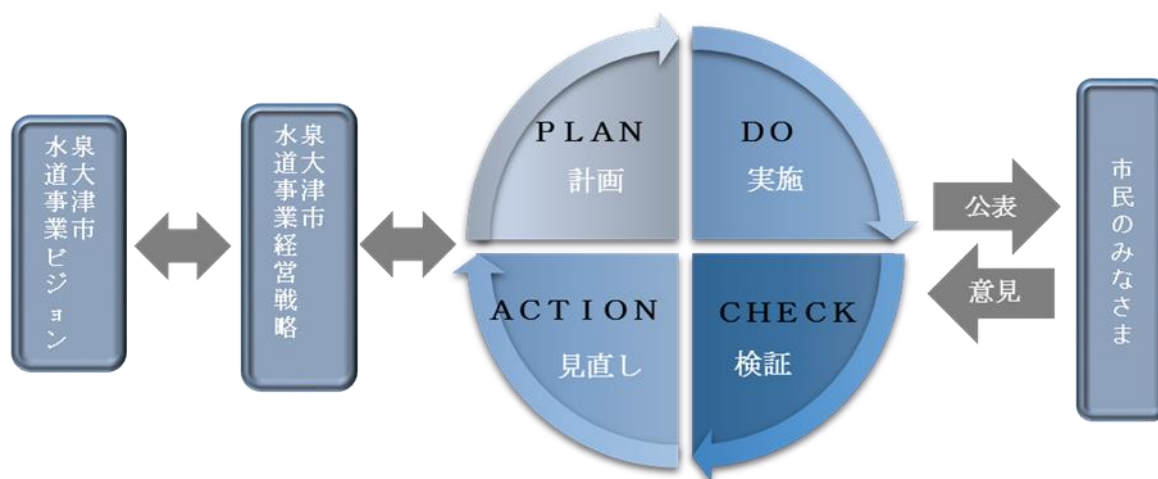 泉大津市
水道事業ビジョン
泉大津市
水道事業経営戦略
PLAN
計画
DO
実施
ACTION
見直し
CHECK
検証
公表
意見
市民のみなさま